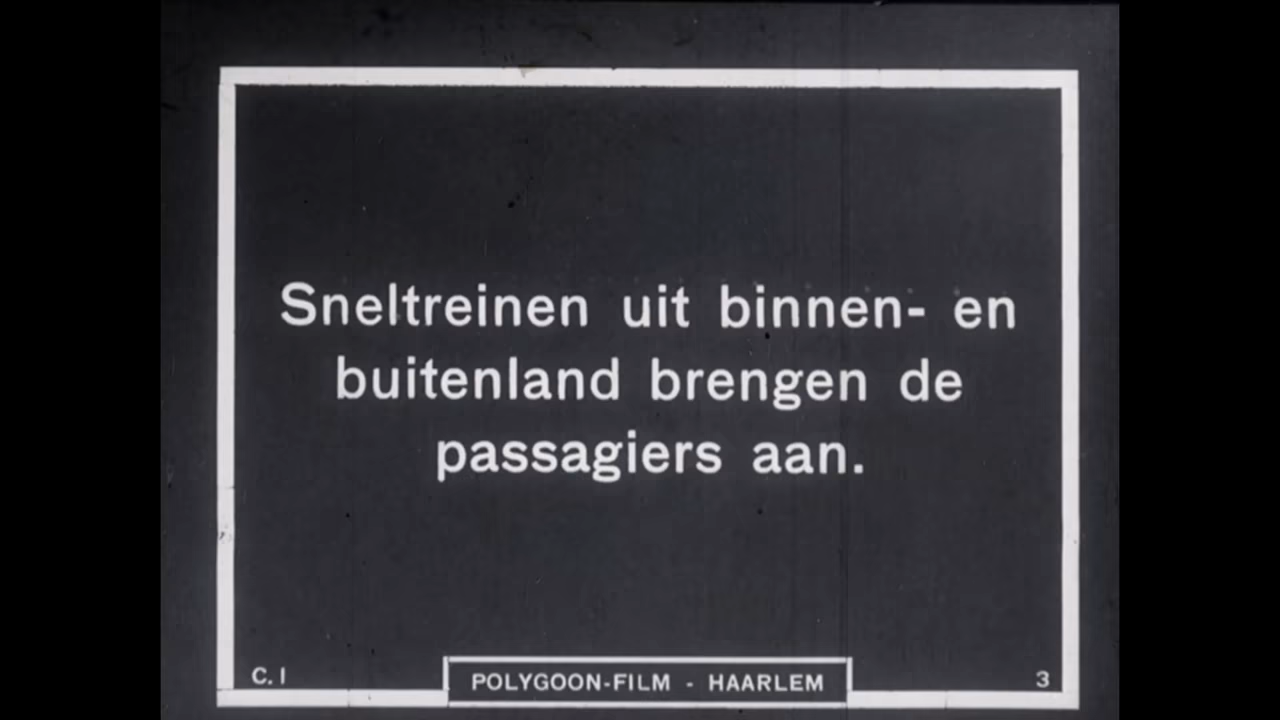 Sneltreinen uit binnen- en
buitenland brengen de
passagiers aan.
C. I
POLYGOON-FILM - HAARLEM
3